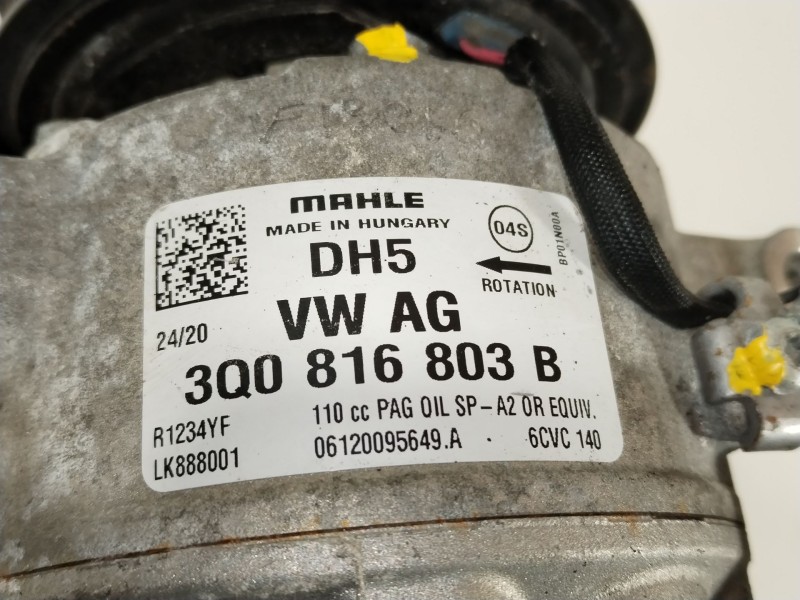 MAHLE
MADE IN HUNGARY
04S
BP01N00A
DH5
ROTATION
24/20
VW AG
3Q0 816 803 B
R1234YF
110 cc PAG OIL SP-A2 OR EQUIV.
LK888001
06120095649.A
6CVC 140